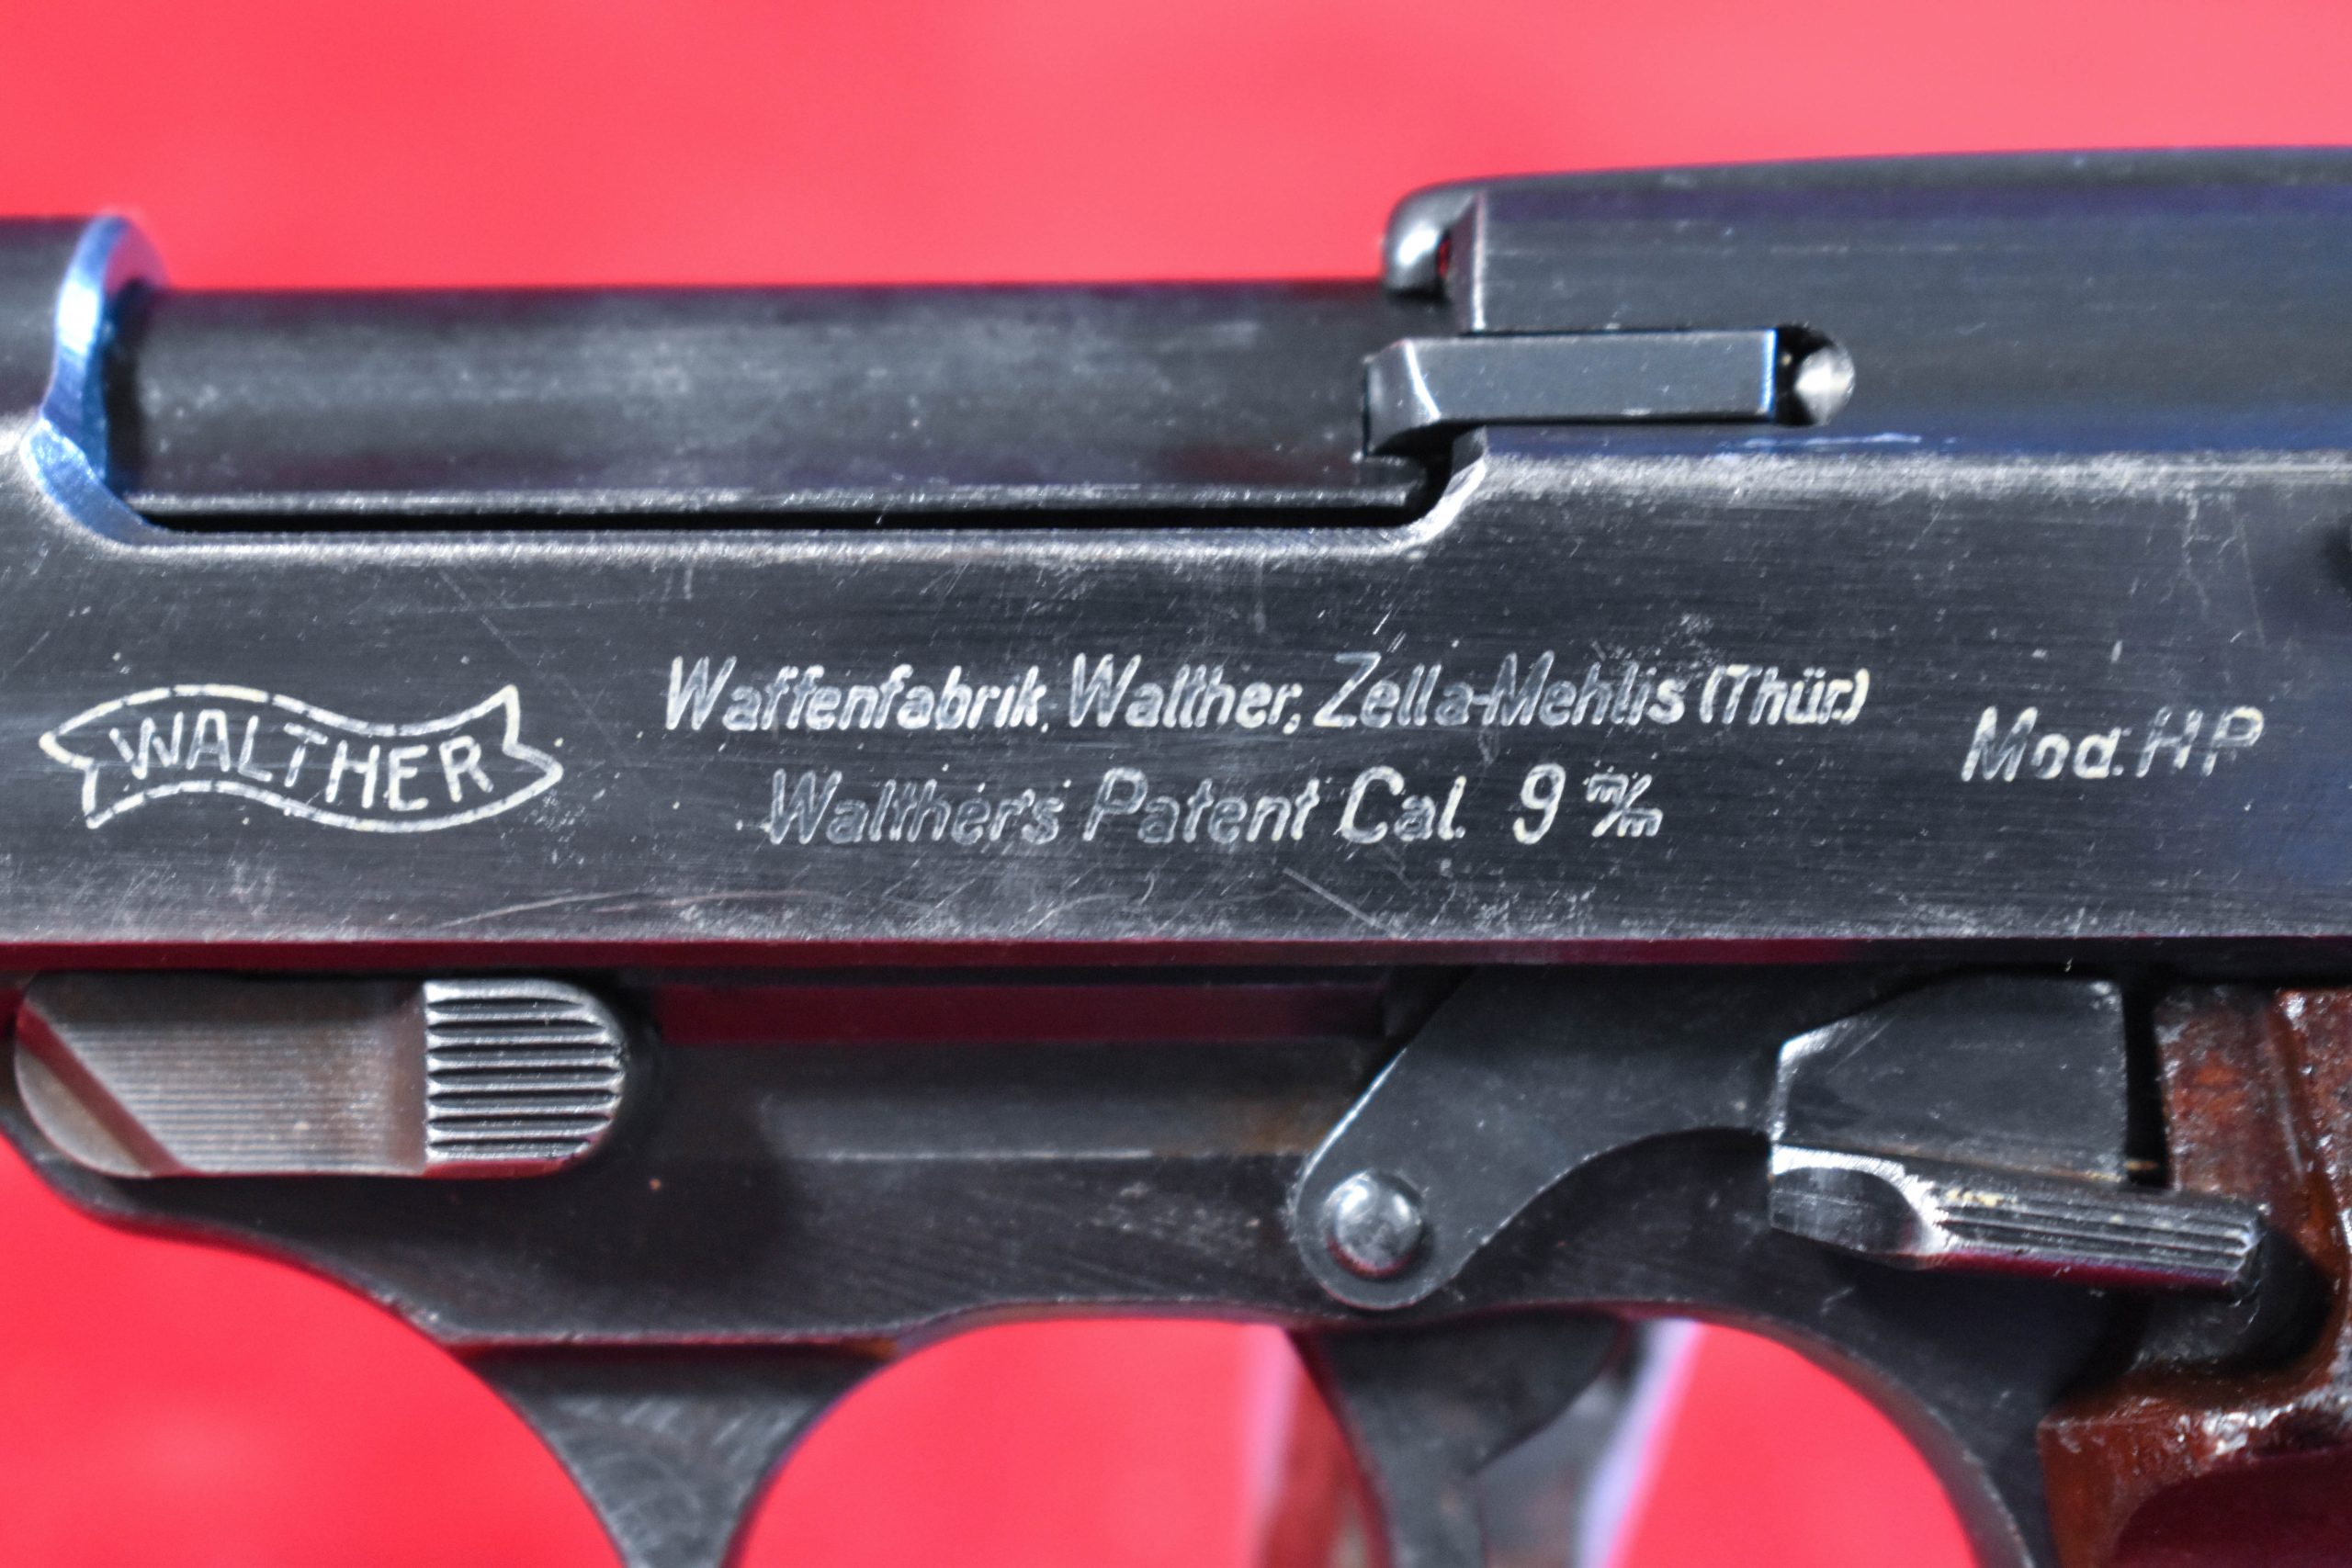 WALTHER
Waffenfabrik Walther, Zella-Mehlis (Thür.)
Walther's Patent Cal. 9 m/m
Mod. HP